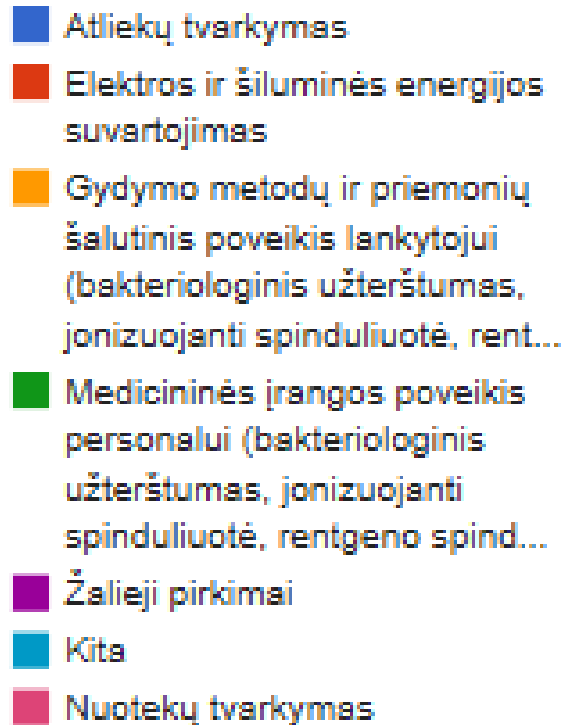 Atliekų tvarkymas
Elektros ir šiluminės energijos
suvartojimas
Gydymo metodų ir priemonių
šalutinis poveikis lankytojui
(bakteriologinis užterštumas,
jonizuojanti spinduliuotė, rent...
Medicininės įrangos poveikis
personalui (bakteriologinis
užterštumas, jonizuojanti
spinduliuotė, rentgeno spind...
Žalieji pirkimai
Kita
Nuotekų tvarkymas